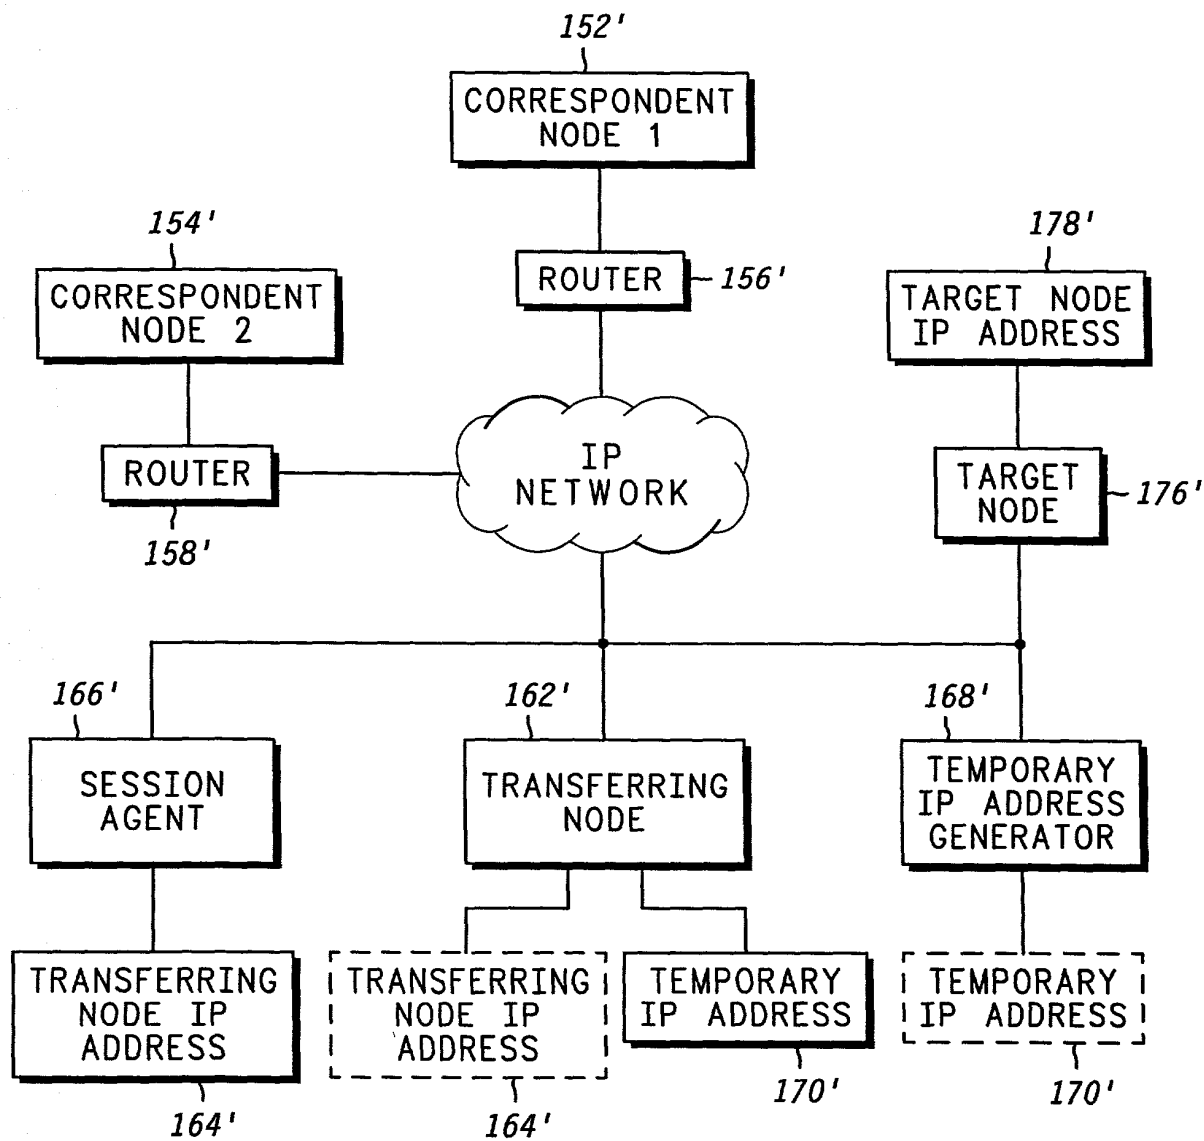 152'
CORRESPONDENT
NODE 1
154'
CORRESPONDENT
NODE 2
ROUTER
156'
178'
TARGET NODE
IP ADDRESS
ROUTER
158'
IP
NETWORK
TARGET
NODE
176'
166'
SESSION
AGENT
162'
TRANSFERRING
NODE
168'
TEMPORARY
IP ADDRESS
GENERATOR
TRANSFERRING
NODE IP
ADDRESS
164'
TRANSFERRING
NODE IP
ADDRESS
164'
TEMPORARY
IP ADDRESS
170'
TEMPORARY
IP ADDRESS
170'